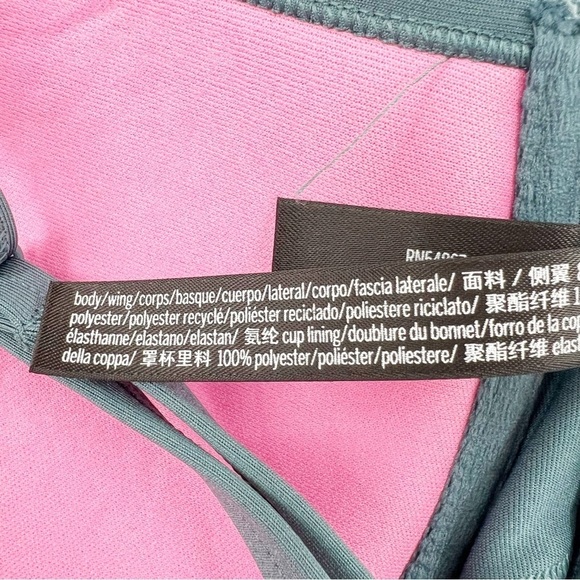 body/wing/corps/basque/cuerpo/lateral/corpo/fascia laterale/ 面料 / 侧翼
polyester/polyester recyclé/poliéster reciclado/poliestere riciclato/ 聚酯纤维 1
élasthanne/elastano/elastan/ 氨纶 cup lining/doublure du bonnet/forro de la
della coppa/ 罩杯里料 100% polyester/poliéster/poliestere/ 聚酯纤维